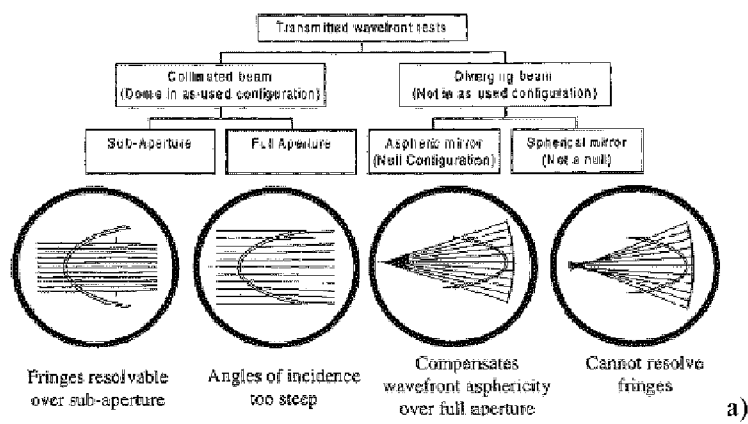 Transmitted wavefront tests
Collimated beam
(Dome in as-used configuration)
Diverging beam
(Not in as used configuration)
Sub-Aperture
Full Aperture
Aspheric mirror
(Null Configuration)
Spherical mirror
(Not a null)
Fringes resolvable
over sub-aperture
Angles of incidence
too steep
Compensates
wavefront asphericity
over full aperture
Cannot resolve
fringes
a)